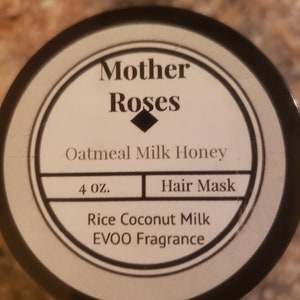 Mother
Roses
Oatmeal Milk Honey
4 oz. Hair Mask
Rice Coconut Milk
EVOO Fragrance